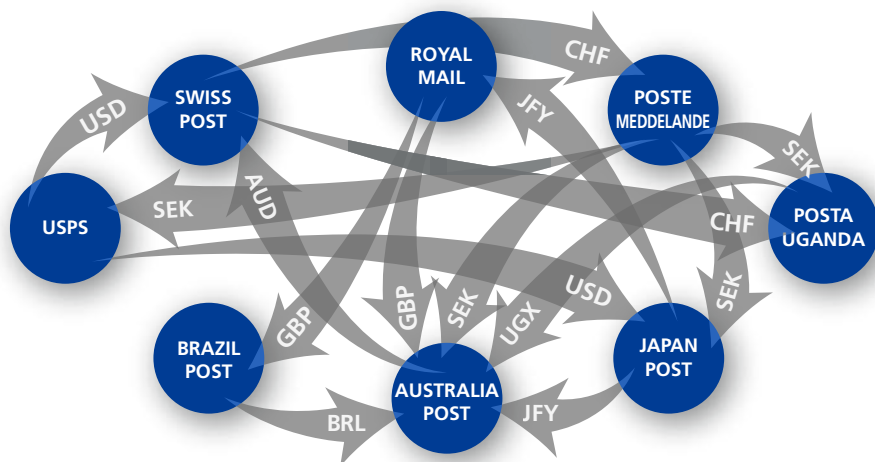 ROYAL
MAIL
CHF
SWISS
POST
POSTE
MEDDELANDE
USD
JFY
SEK
AUD
SEK
USPS
CHF
POSTA
UGANDA
USD
SEK
GBP
GBP
SEK
UGX
BRAZIL
POST
JAPAN
POST
AUSTRALIA
POST
BRL
JFY